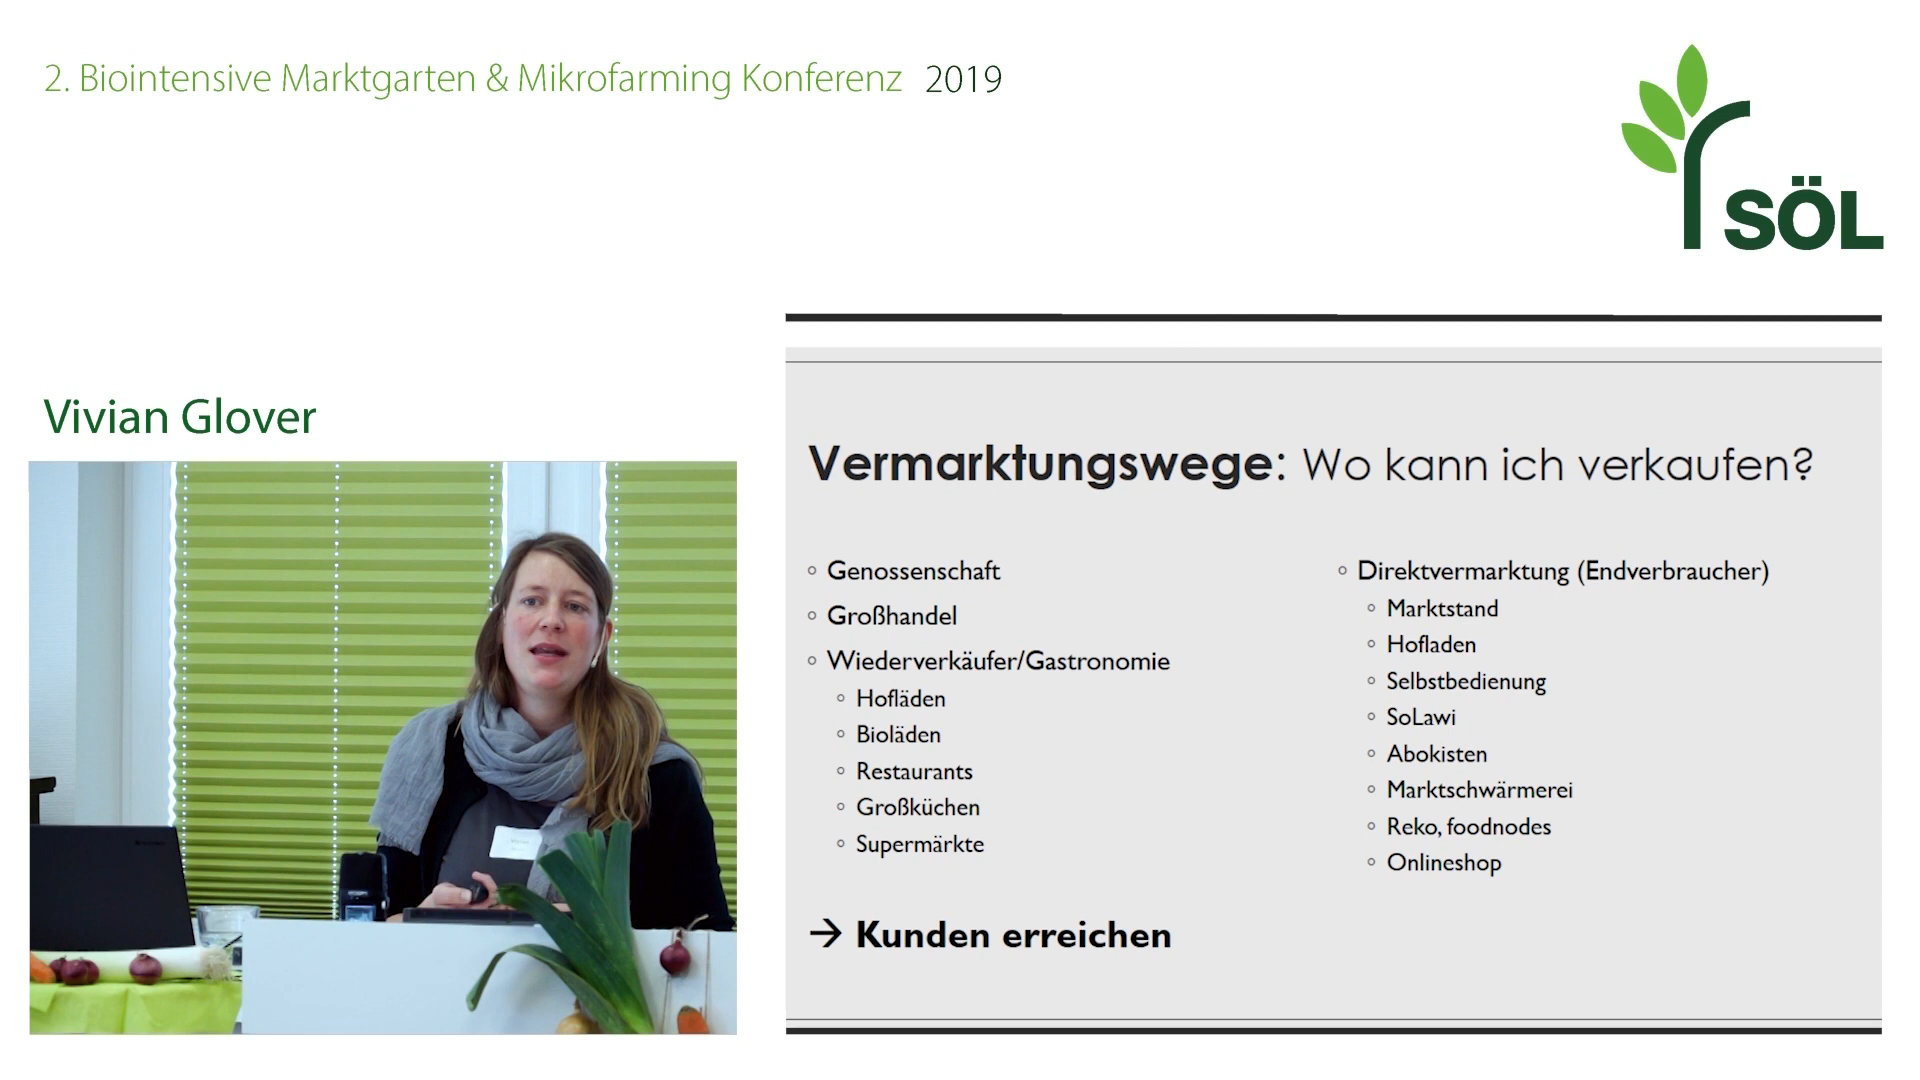 2. Biointensive Marktgarten & Mikrofarming Konferenz 2019
SÖL
Vivian Glover
Vermarktungswege: Wo kann ich verkaufen?
◦ Genossenschaft
◦ Großhandel
◦ Wiederverkäufer/Gastronomie
◦ Hofläden
◦ Bioläden
◦ Restaurants
◦ Großküchen
◦ Supermärkte
→ Kunden erreichen
◦ Direktvermarktung (Endverbraucher)
◦ Marktstand
◦ Hofladen
◦ Selbstbedienung
◦ SoLawi
◦ Abokisten
◦ Marktschwärmerei
◦ Reko, foodnodes
◦ Onlineshop